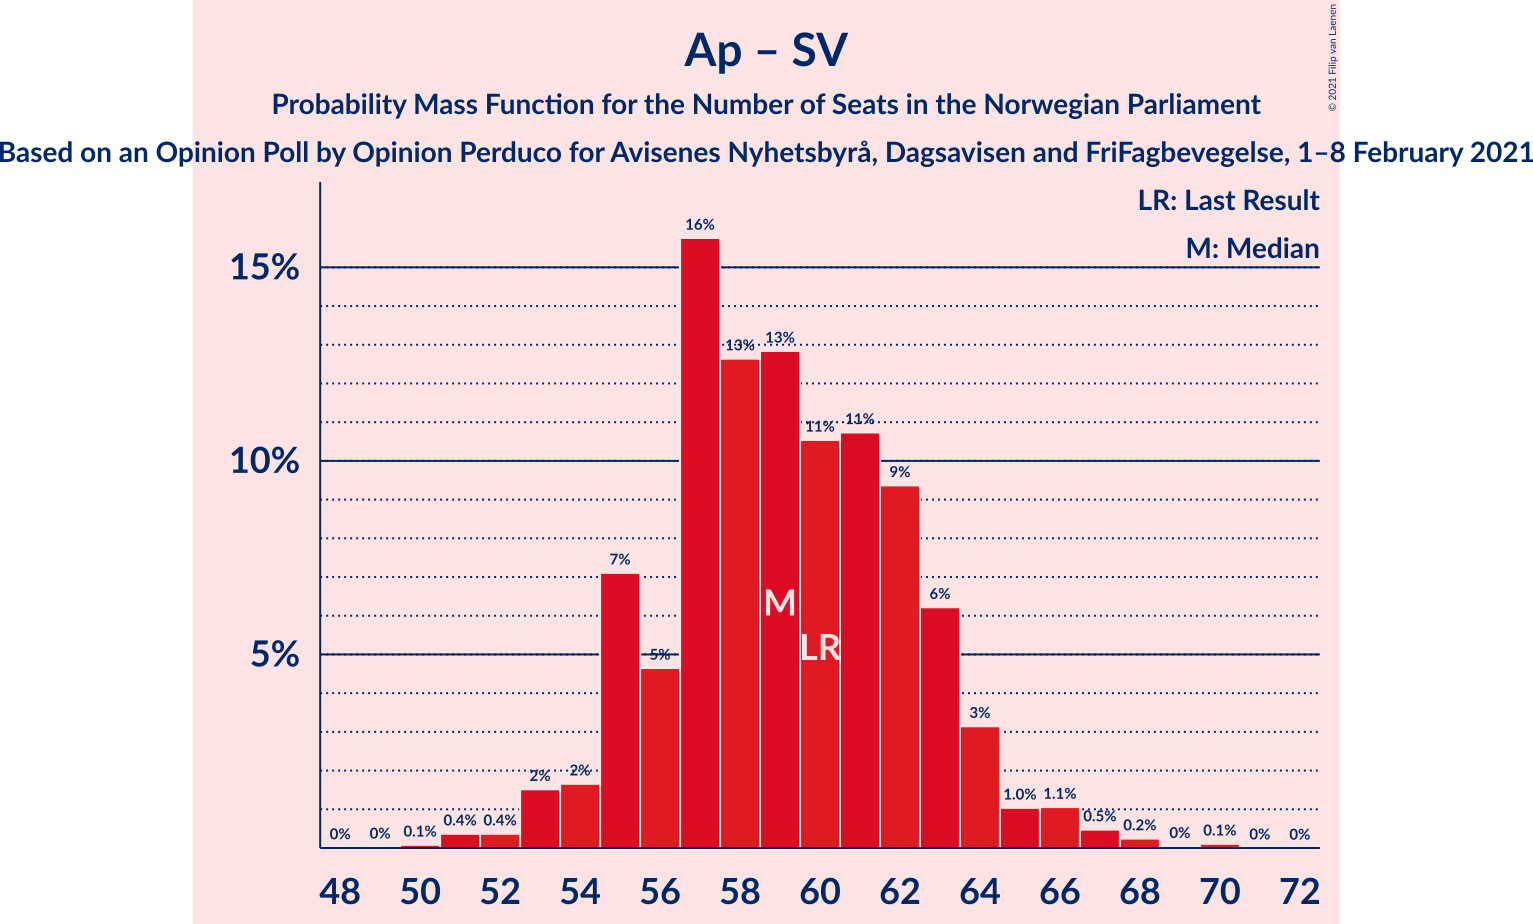 © 2021 Filip van Laenen
Ap – SV
Probability Mass Function for the Number of Seats in the Norwegian Parliament
Based on an Opinion Poll by Opinion Perduco for Avisenes Nyhetsbyrå, Dagsavisen and FriFagbevegelse, 1–8 February 2021
LR: Last Result
M: Median
15%
10%
5%
0% 0% 0.1% 0.4% 0.4% 2% 2% 7% 5% 16% 13% 13% 11% 11% 9% 6% 3% 1.0% 1.1% 0.5% 0.2% 0% 0.1% 0% 0%
M
LR
48 50 52 54 56 58 60 62 64 66 68 70 72